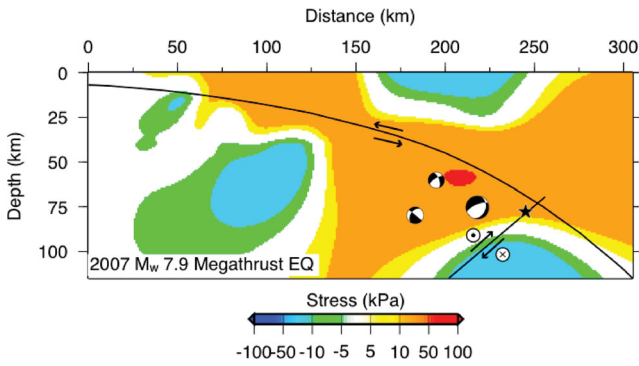 Distance (km)
0 50 100 150 200 250 300
Depth (km)
0
25
50
75
100
2007 Mw 7.9 Megathrust EQ
Stress (kPa)
-100 -50 -10 -5 5 10 50 100